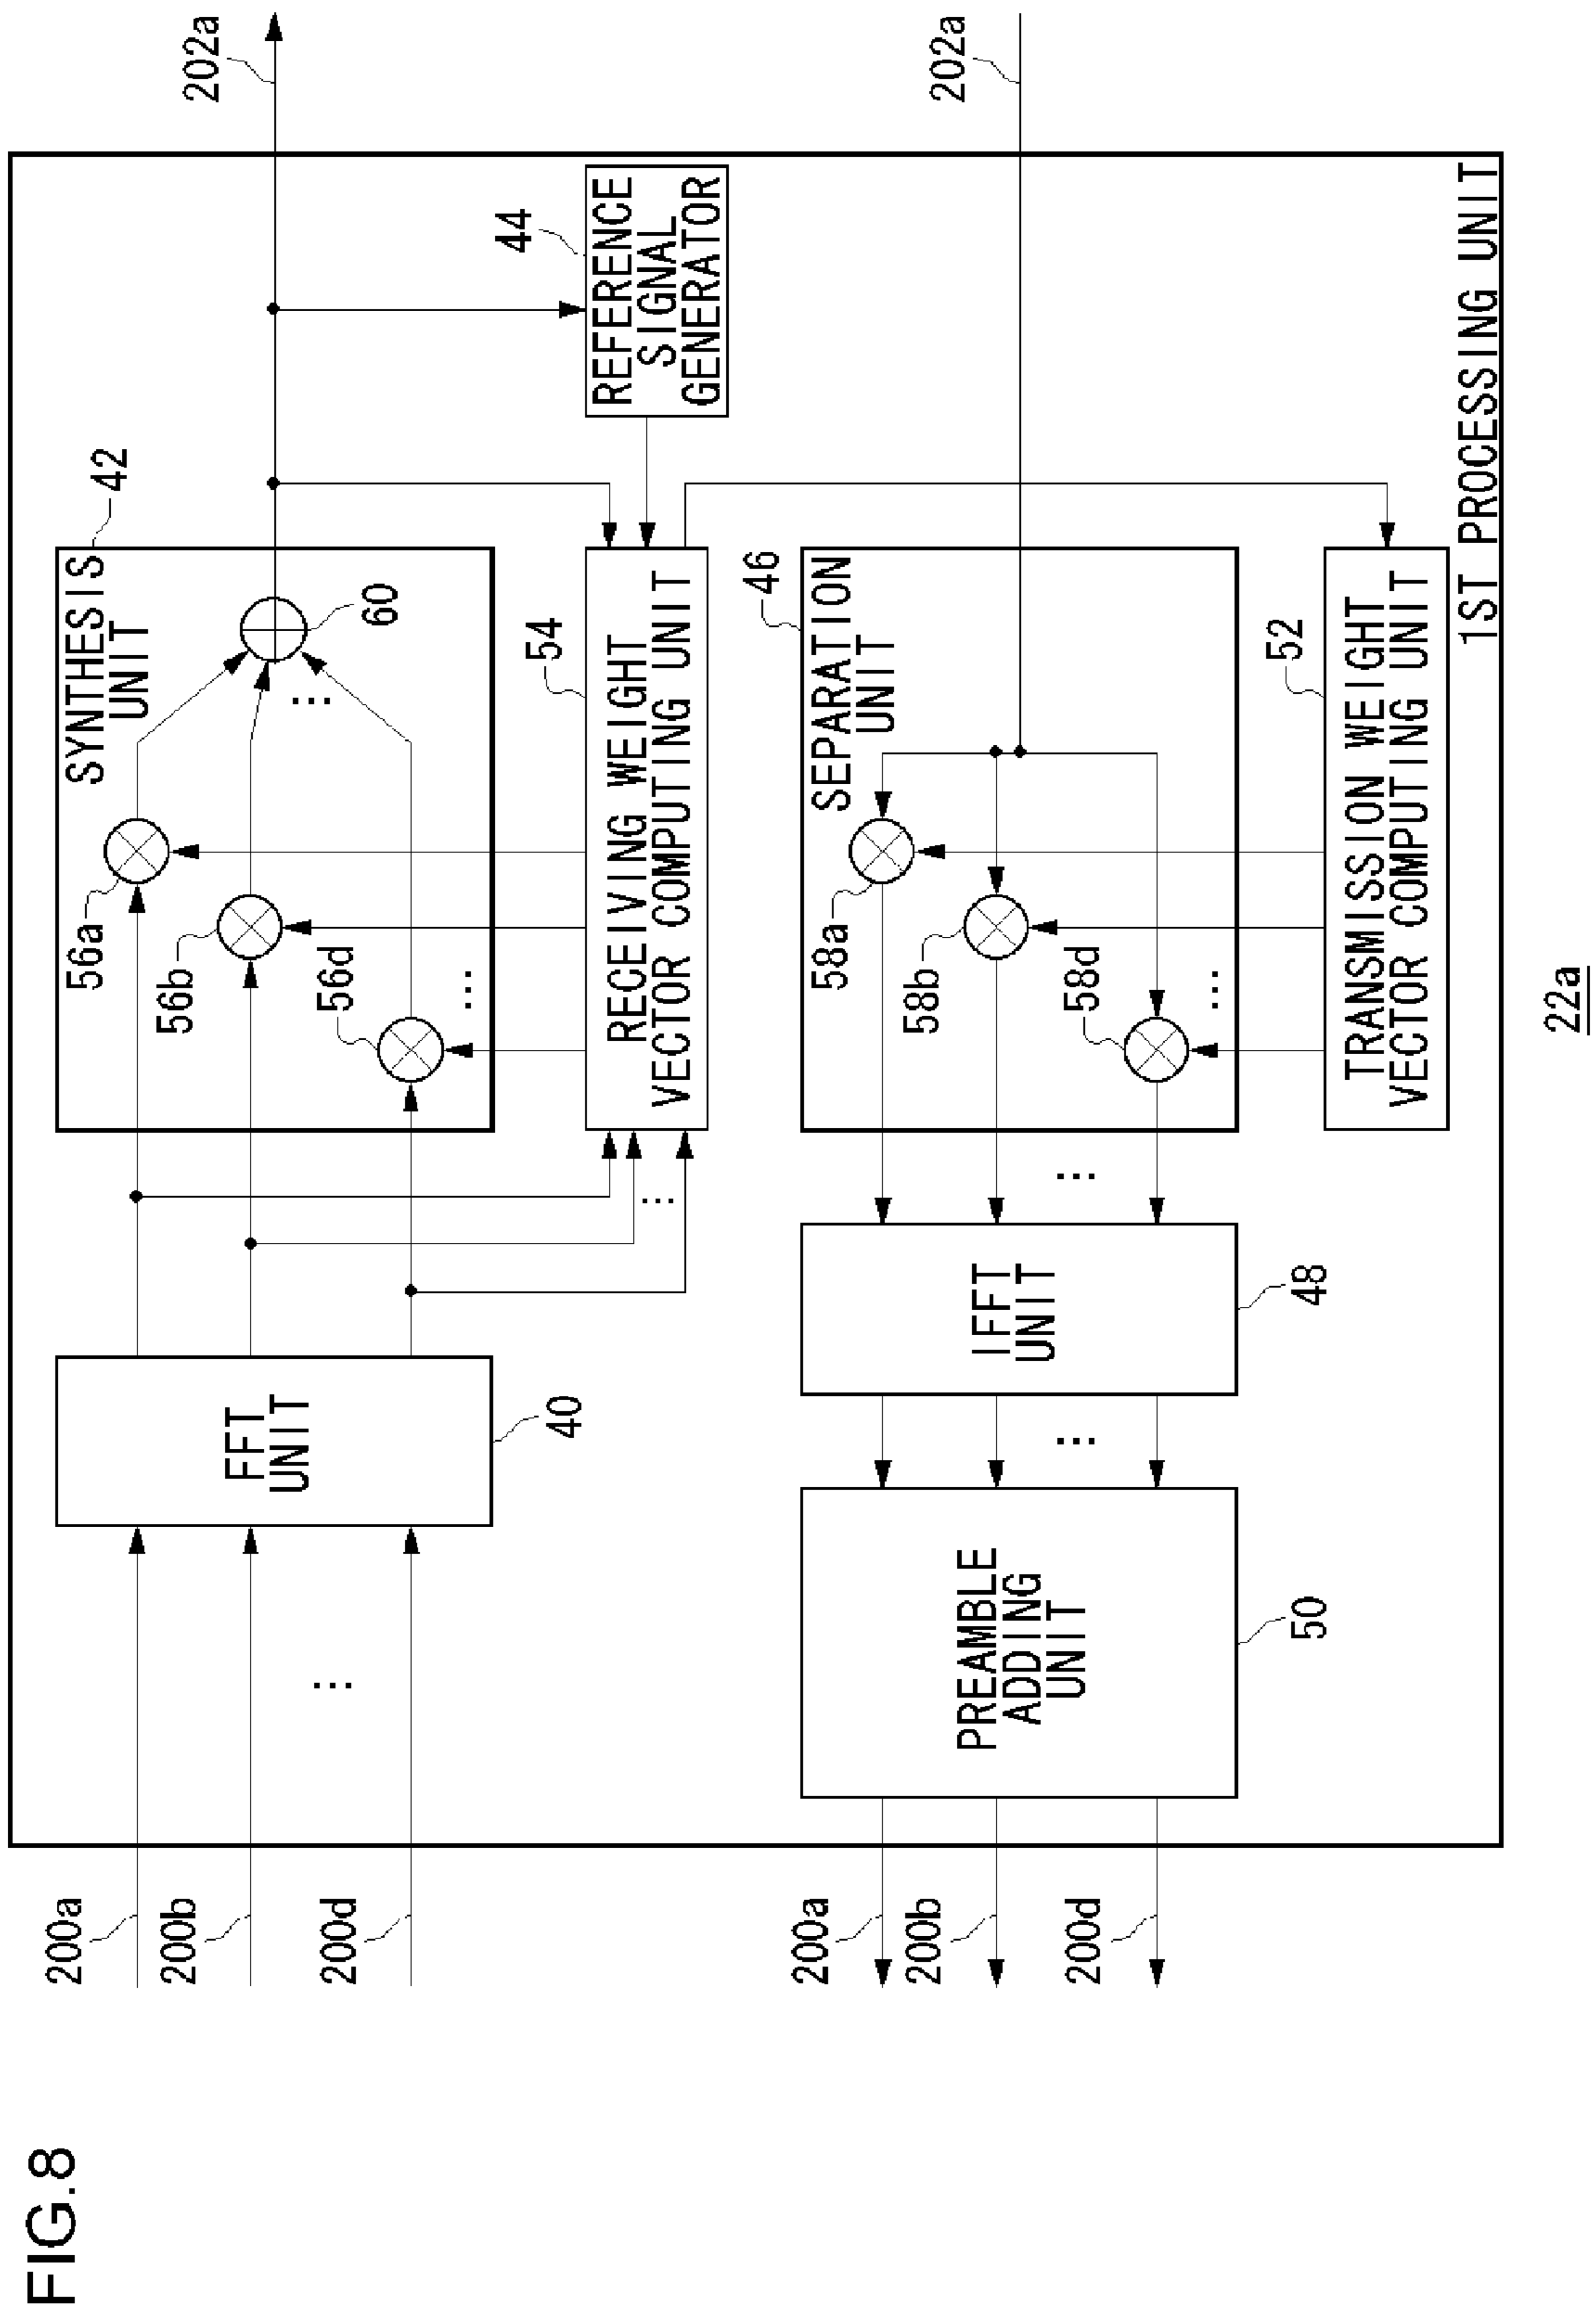 FIG.8
200a
200b
200d
FFT
UNIT
40
SYNTHESIS
UNIT
42
56a
56b
56d
60
...
202a
RECEIVING WEIGHT
VECTOR COMPUTING UNIT
54
REFERENCE
SIGNAL
GENERATOR
44
200a
200b
200d
PREAMBLE
ADDING
UNIT
50
IFFT
UNIT
48
SEPARATION
UNIT
46
58a
58b
58d
202a
TRANSMISSION WEIGHT
VECTOR COMPUTING UNIT
52
1ST PROCESSING UNIT
22a